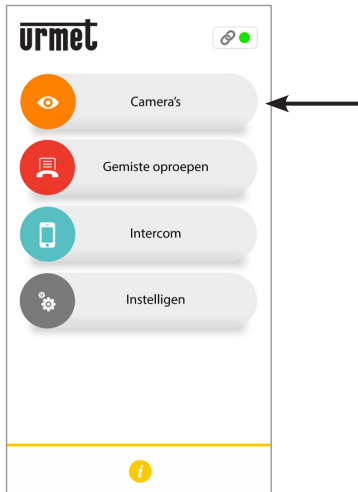 urmet
Camera's
Gemiste oproepen
Intercom
Instelligen
i